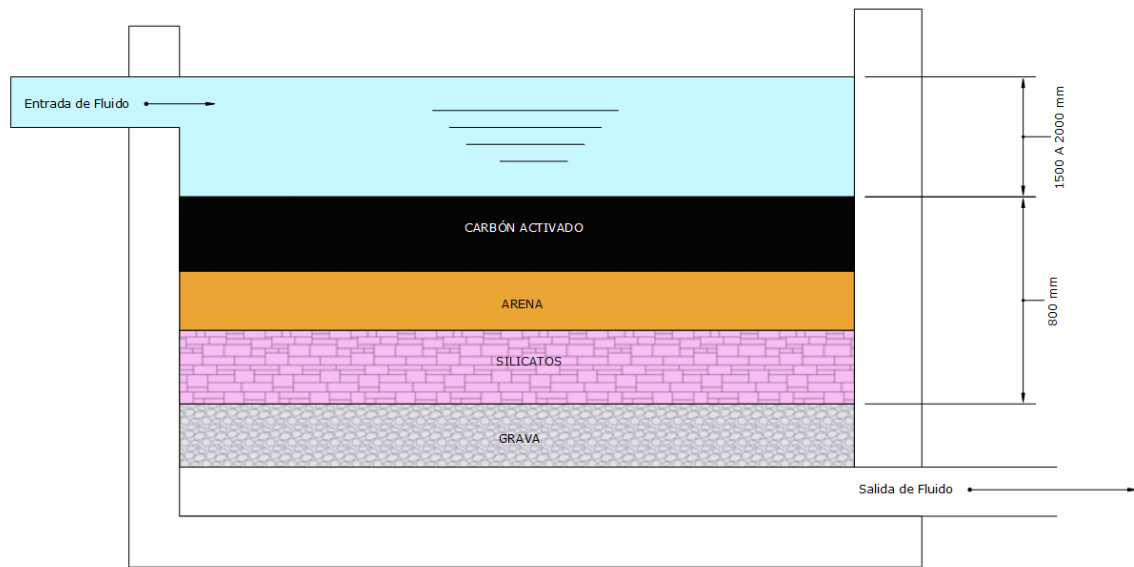 Entrada de Fluido
1500 A 2000 mm
CARBÓN ACTIVADO
ARENA
800 mm
SILICATOS
GRAVA
Salida de Fluido